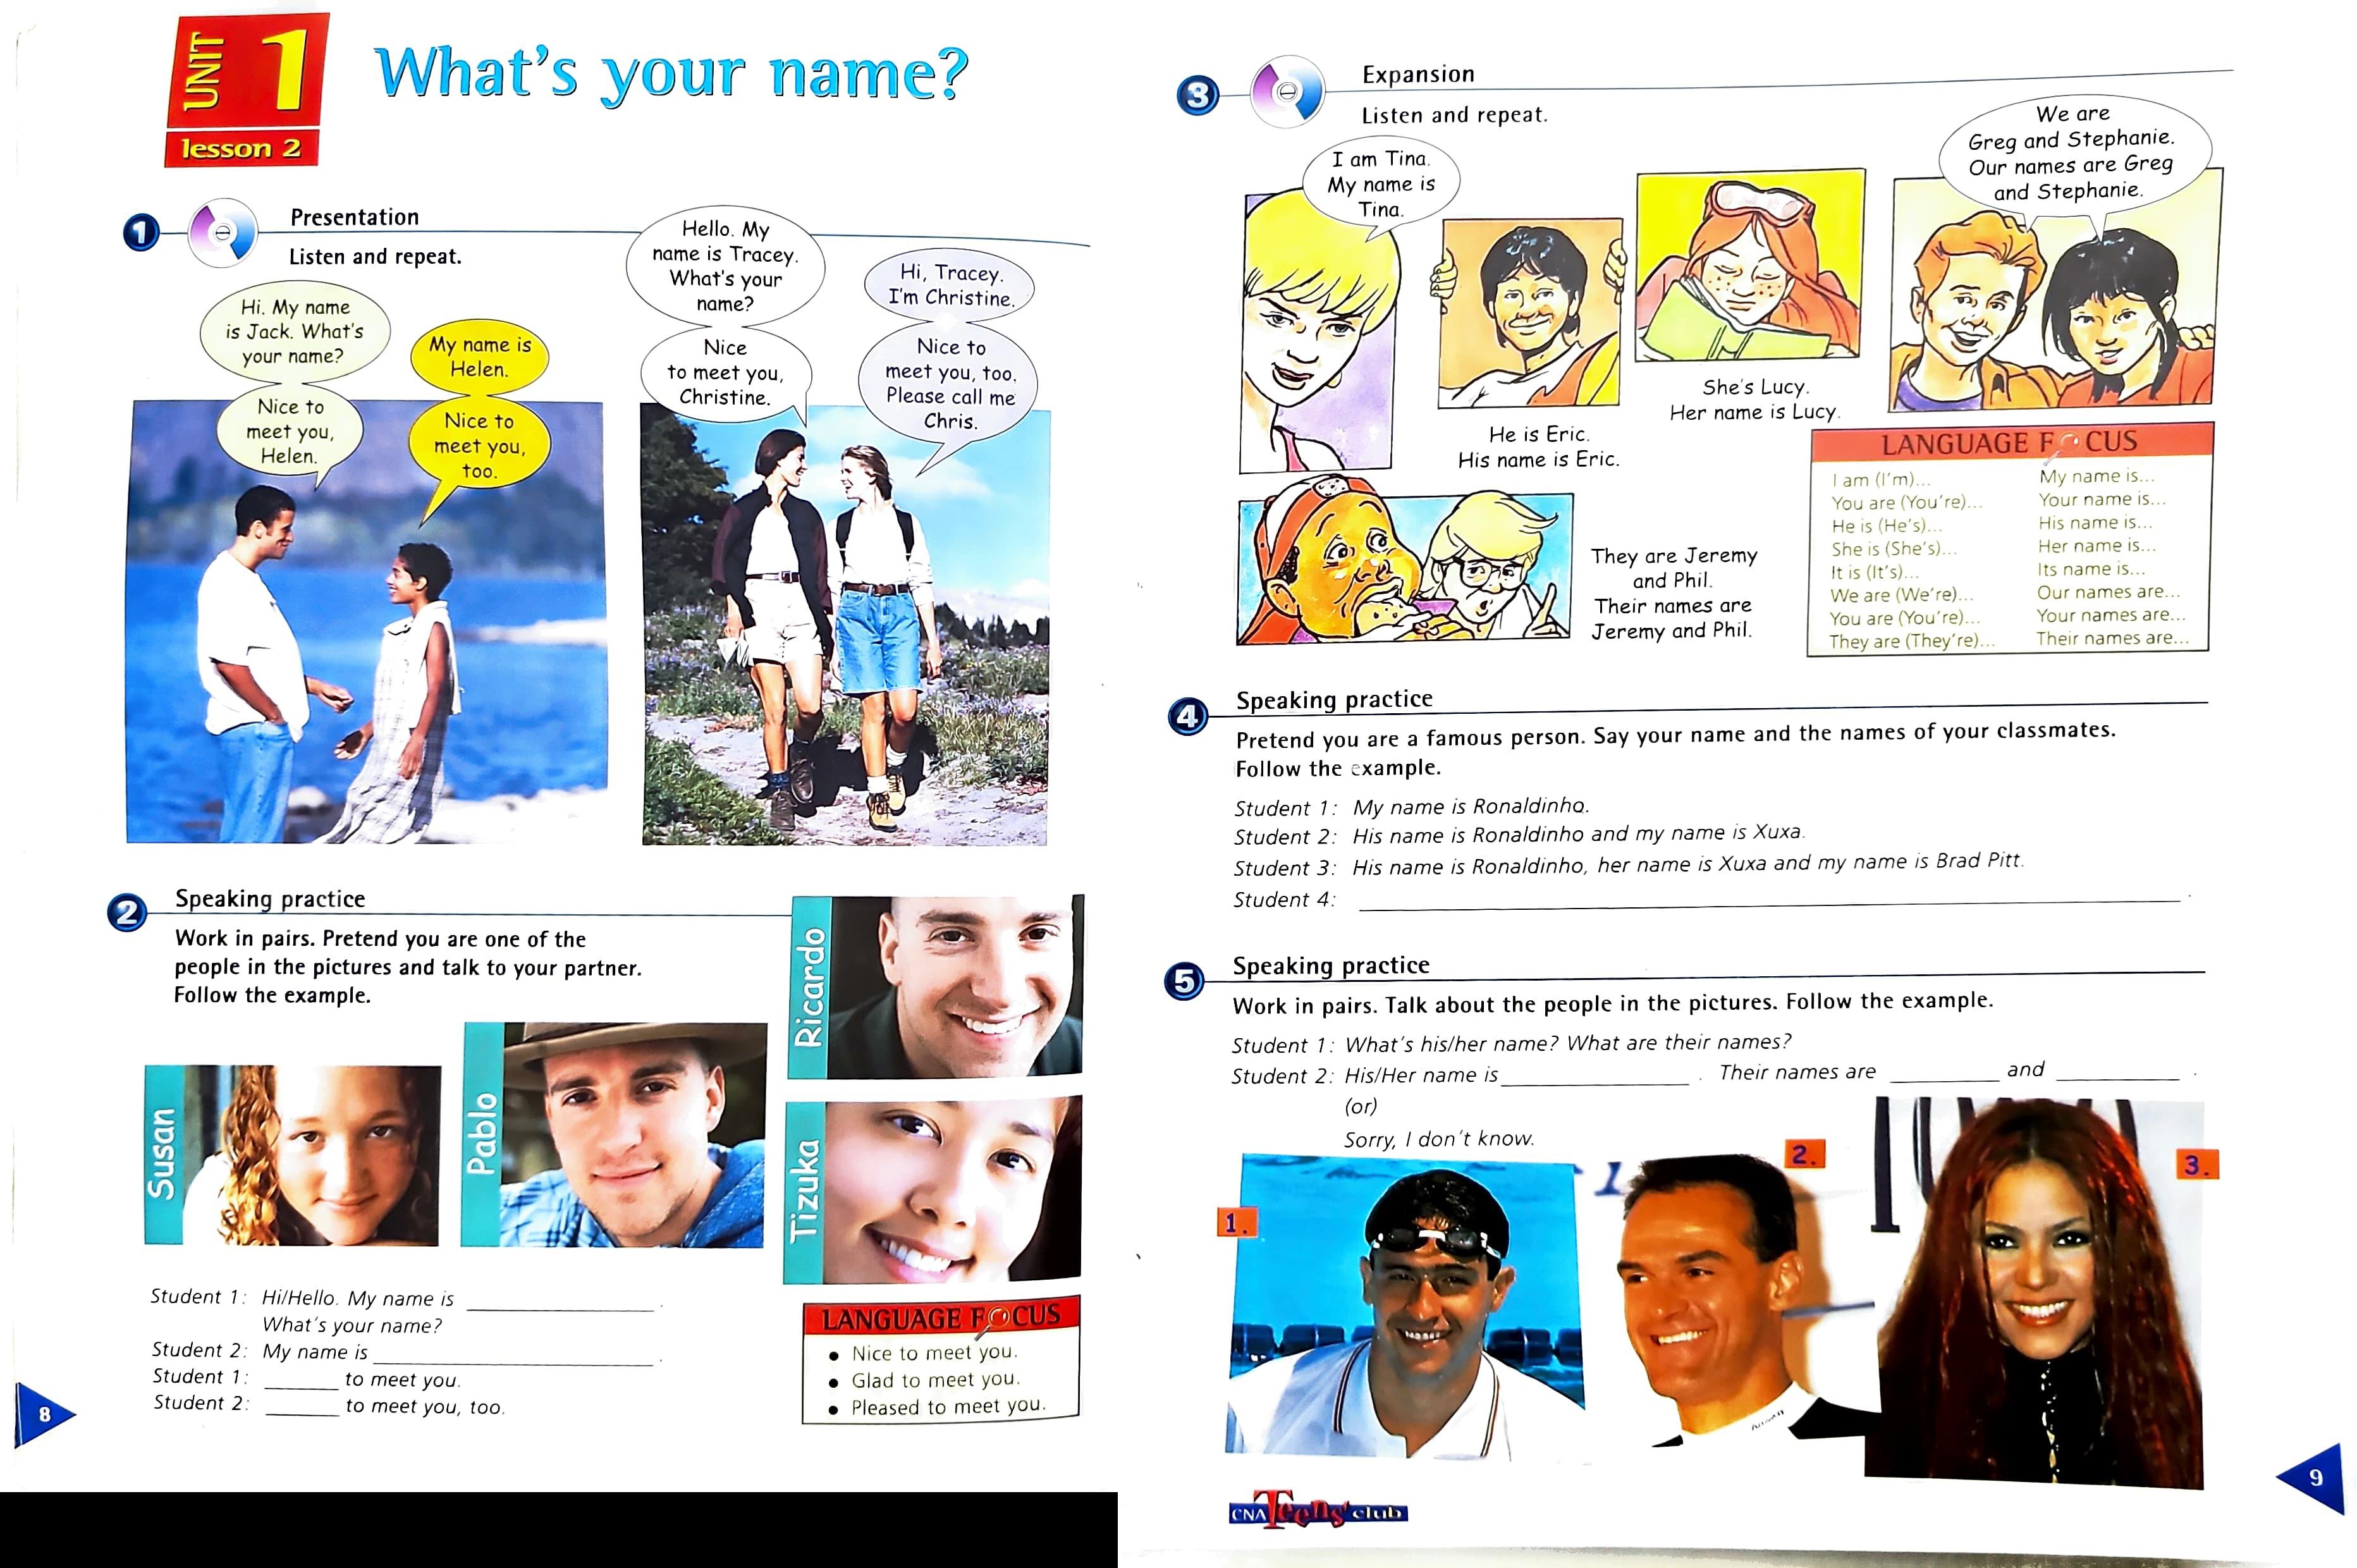 UNIT 1
lesson 2
What's your name?
1
Presentation
Listen and repeat.
Hi. My name
is Jack. What's
your name?
My name is
Helen.
Nice to
meet you,
Helen.
Nice to
meet you,
too.
Hello. My
name is Tracey.
What's your
name?
Hi, Tracey.
I'm Christine.
Nice
to meet you,
Christine.
Nice to
meet you, too.
Please call me
Chris.
2
Speaking practice
Work in pairs. Pretend you are one of the
people in the pictures and talk to your partner.
Follow the example.
Susan
Pablo
Ricardo
Tizuka
Student 1: Hi/Hello. My name is ____________.
What's your name?
Student 2: My name is ____________.
Student 1: ______ to meet you.
Student 2: ______ to meet you, too.
LANGUAGE FOCUS
• Nice to meet you.
• Glad to meet you.
• Pleased to meet you.
8
3
Expansion
Listen and repeat.
I am Tina.
My name is
Tina.
He is Eric.
His name is Eric.
She's Lucy.
Her name is Lucy.
We are
Greg and Stephanie.
Our names are Greg
and Stephanie.
They are Jeremy
and Phil.
Their names are
Jeremy and Phil.
LANGUAGE FOCUS
I am (I'm)... My name is...
You are (You're)... Your name is...
He is (He's)... His name is...
She is (She's)... Her name is...
It is (It's)... Its name is...
We are (We're)... Our names are...
You are (You're)... Your names are...
They are (They're)... Their names are...
4
Speaking practice
Pretend you are a famous person. Say your name and the names of your classmates.
Follow the example.
Student 1: My name is Ronaldinho.
Student 2: His name is Ronaldinho and my name is Xuxa.
Student 3: His name is Ronaldinho, her name is Xuxa and my name is Brad Pitt.
Student 4: ____________.
5
Speaking practice
Work in pairs. Talk about the people in the pictures. Follow the example.
Student 1: What's his/her name? What are their names?
Student 2: His/Her name is ____________. Their names are ________ and ________.
(or)
Sorry, I don't know.
1.
2.
3.
CNA Teens' club
9